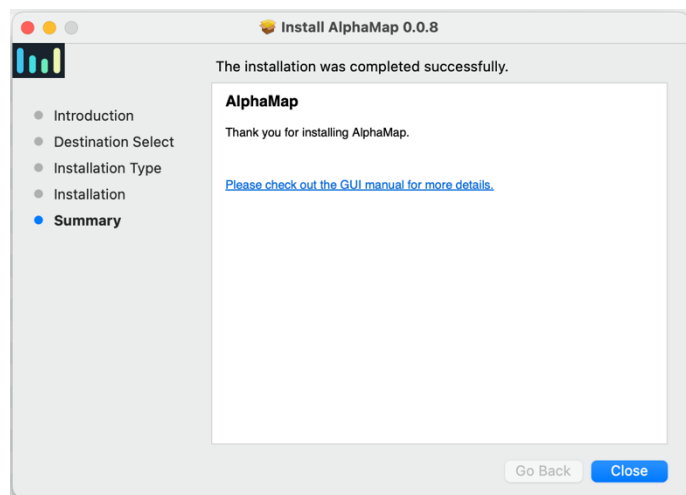 Install AlphaMap 0.0.8
The installation was completed successfully.
Introduction
Destination Select
Installation Type
Installation
Summary
AlphaMap
Thank you for installing AlphaMap.
Please check out the GUI manual for more details.
Go Back
Close